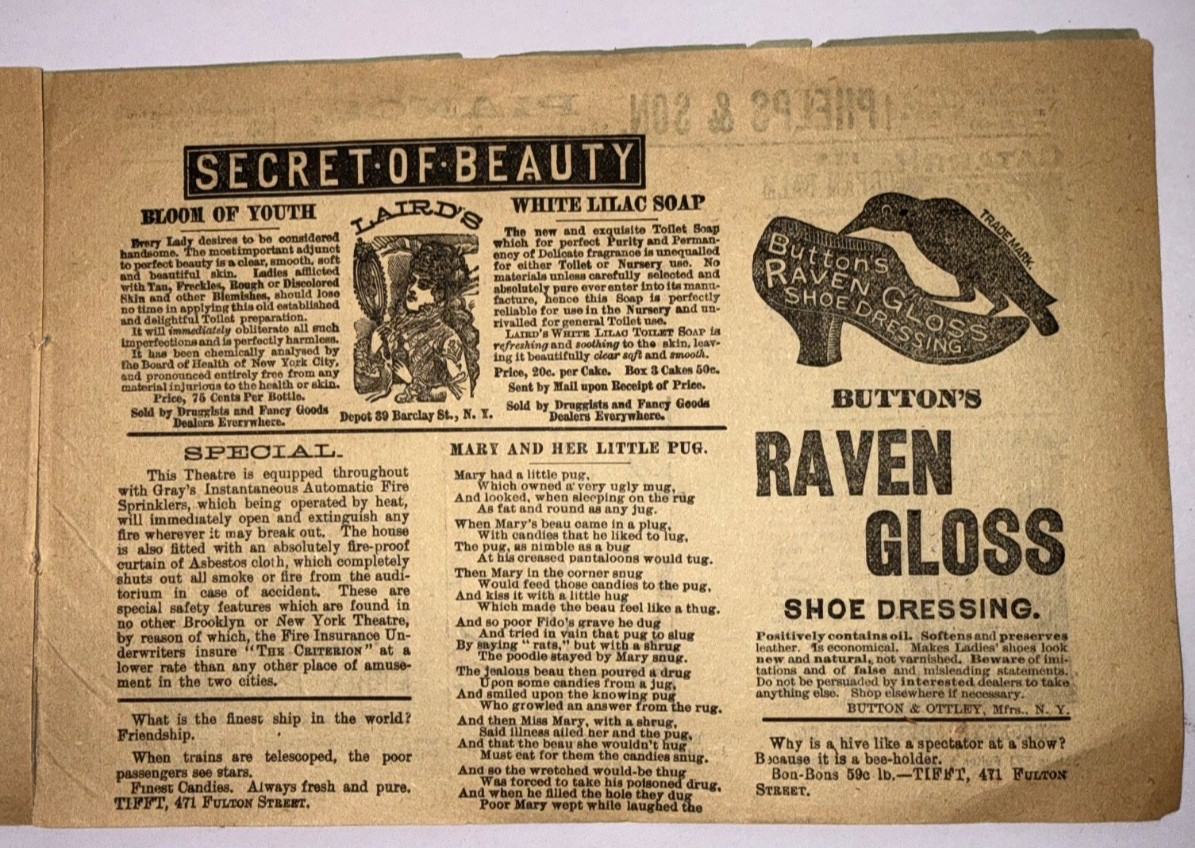 SECRET·OF·BEAUTY
BLOOM OF YOUTH
Every Lady desires to be considered
handsome. The most important adjunct
to perfect beauty is a clear, smooth, soft
and beautiful skin. Ladies afflicted
with Tan, Freckles, Rough or Discolored
Skin and other Blemishes, should lose
no time in applying this old established
and delightful Toilet preparation.
It will immediately obliterate all such
imperfections and is perfectly harmless.
It has been chemically analysed by
the Board of Health of New York City,
and pronounced entirely free from any
material injurious to the health or skin.
Price, 75 Cents Per Bottle.
Sold by Druggists and Fancy Goods
Dealers Everywhere.
LAIRD'S
Depot 39 Barclay St., N. Y.
WHITE LILAC SOAP
The new and exquisite Toilet Soap
which for perfect Purity and Perman-
ency of Delicate fragrance is unequalled
for either Toilet or Nursery use. No
materials unless carefully selected and
absolutely pure ever enter into its manu-
facture, hence this Soap is perfectly
reliable for use in the Nursery and un-
rivalled for general Toilet use.
LAIRD'S WHITE LILAC TOILET SOAP is
refreshing and soothing to the skin, leav-
ing it beautifully clear soft and smooth.
Price, 20c. per Cake. Box 3 Cakes 50c.
Sent by Mail upon Receipt of Price.
Sold by Druggists and Fancy Goods
Dealers Everywhere.
SPECIAL.
This Theatre is equipped throughout
with Gray's Instantaneous Automatic Fire
Sprinklers, which being operated by heat,
will immediately open and extinguish any
fire wherever it may break out. The house
is also fitted with an absolutely fire-proof
curtain of Asbestos cloth, which completely
shuts out all smoke or fire from the audi-
torium in case of accident. These are
special safety features which are found in
no other Brooklyn or New York Theatre,
by reason of which, the Fire Insurance Un-
derwriters insure "THE CRITERION" at a
lower rate than any other place of amuse-
ment in the two cities.
What is the finest ship in the world?
Friendship.
When trains are telescoped, the poor
passengers see stars.
Finest Candies. Always fresh and pure.
TIFFT, 471 FULTON STREET.
MARY AND HER LITTLE PUG.
Mary had a little pug,
Which owned a very ugly mug,
And looked, when sleeping on the rug
As fat and round as any jug.
When Mary's beau came in a plug,
With candies that he liked to lug,
The pug, as nimble as a bug
At his creased pantaloons would tug.
Then Mary in the corner snug
Would feed those candies to the pug,
And kiss it with a little hug
Which made the beau feel like a thug.
And so poor Fido's grave he dug
And tried in vain that pug to slug
By saying "rats," but with a shrug
The poodle stayed by Mary snug.
The jealous beau then poured a drug
Upon some candies from a jug,
And smiled upon the knowing pug
Who growled an answer from the rug.
And then Miss Mary, with a shrug,
Said illness ailed her and the pug,
And that the beau she wouldn't hug
Must eat for them the candies snug.
And so the wretched would-be thug
Was forced to take his poisoned drug,
And when he filled the hole they dug
Poor Mary wept while laughed the
TRADE MARK.
Button's
RAVEN GLOSS
SHOE DRESSING.
BUTTON'S
RAVEN
GLOSS
SHOE DRESSING.
Positively contains oil. Softens and preserves
leather. Is economical. Makes Ladies' shoes look
new and natural, not varnished. Beware of imi-
tations and of false and misleading statements.
Do not be persuaded by interested dealers to take
anything else. Shop elsewhere if necessary.
BUTTON & OTTLEY, Mfrs., N. Y.
Why is a hive like a spectator at a show?
Because it is a bee-holder.
Bon-Bons 59c lb.—TIFFT, 471 FULTON
STREET.
PHELPS & SON
PIANOS